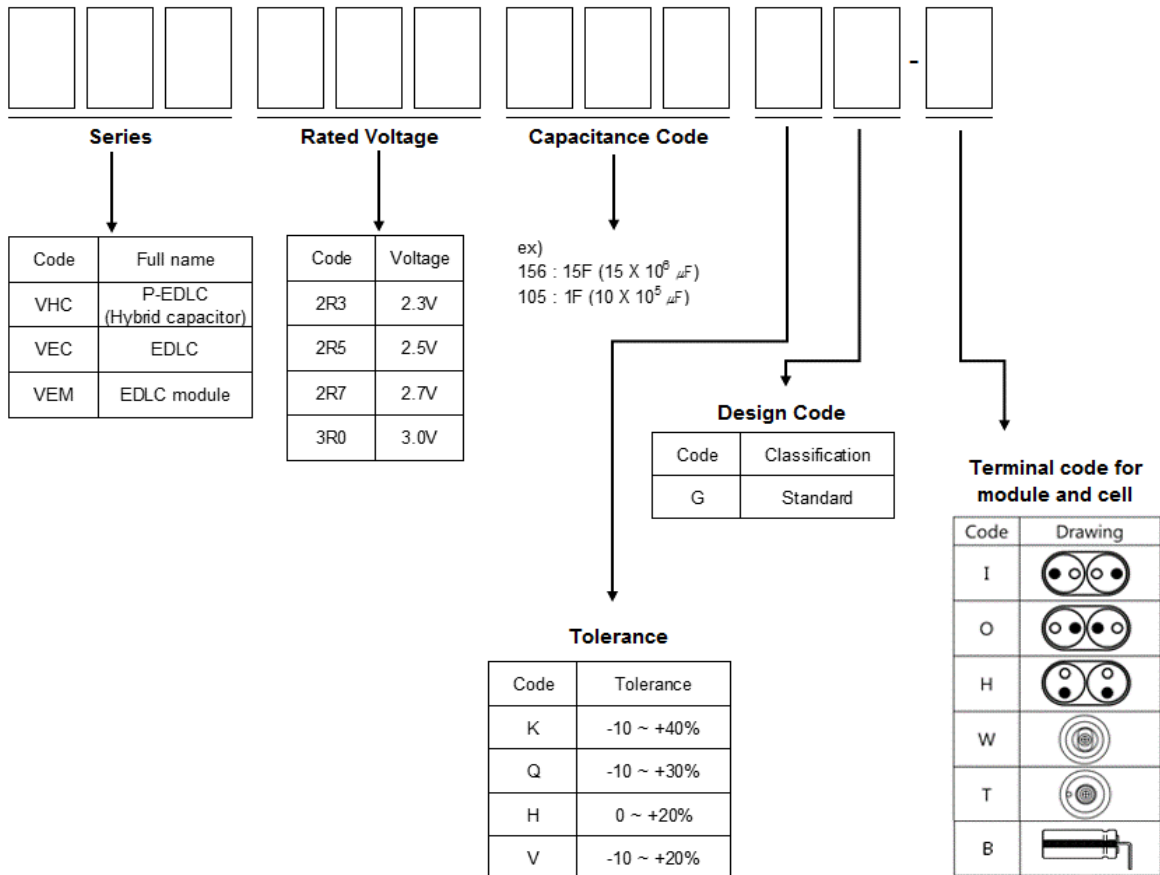 -
Series
Rated Voltage
Capacitance Code
Code Full name
VHC P-EDLC
(Hybrid capacitor)
VEC EDLC
VEM EDLC module
Code Voltage
2R3 2.3V
2R5 2.5V
2R7 2.7V
3R0 3.0V
ex)
156 : 15F (15 X 10⁶ ㎌)
105 : 1F (10 X 10⁵ ㎌)
Design Code
Code Classification
G Standard
Tolerance
Code Tolerance
K -10 ~ +40%
Q -10 ~ +30%
H 0 ~ +20%
V -10 ~ +20%
Terminal code for
module and cell
Code Drawing
I
O
H
W
T
B